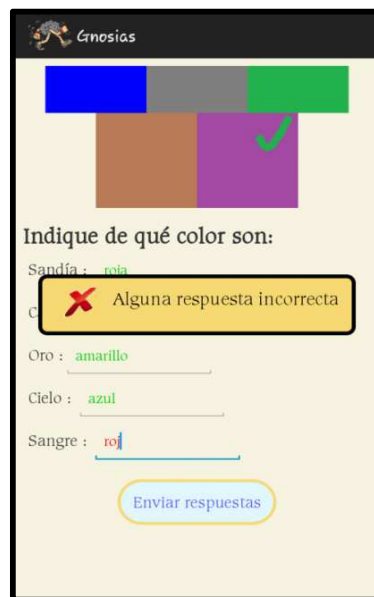 Gnosias
Indique de qué color son:
Sandía : roja
Alguna respuesta incorrecta
Oro : amarillo
Cielo : azul
Sangre : roj
Enviar respuestas